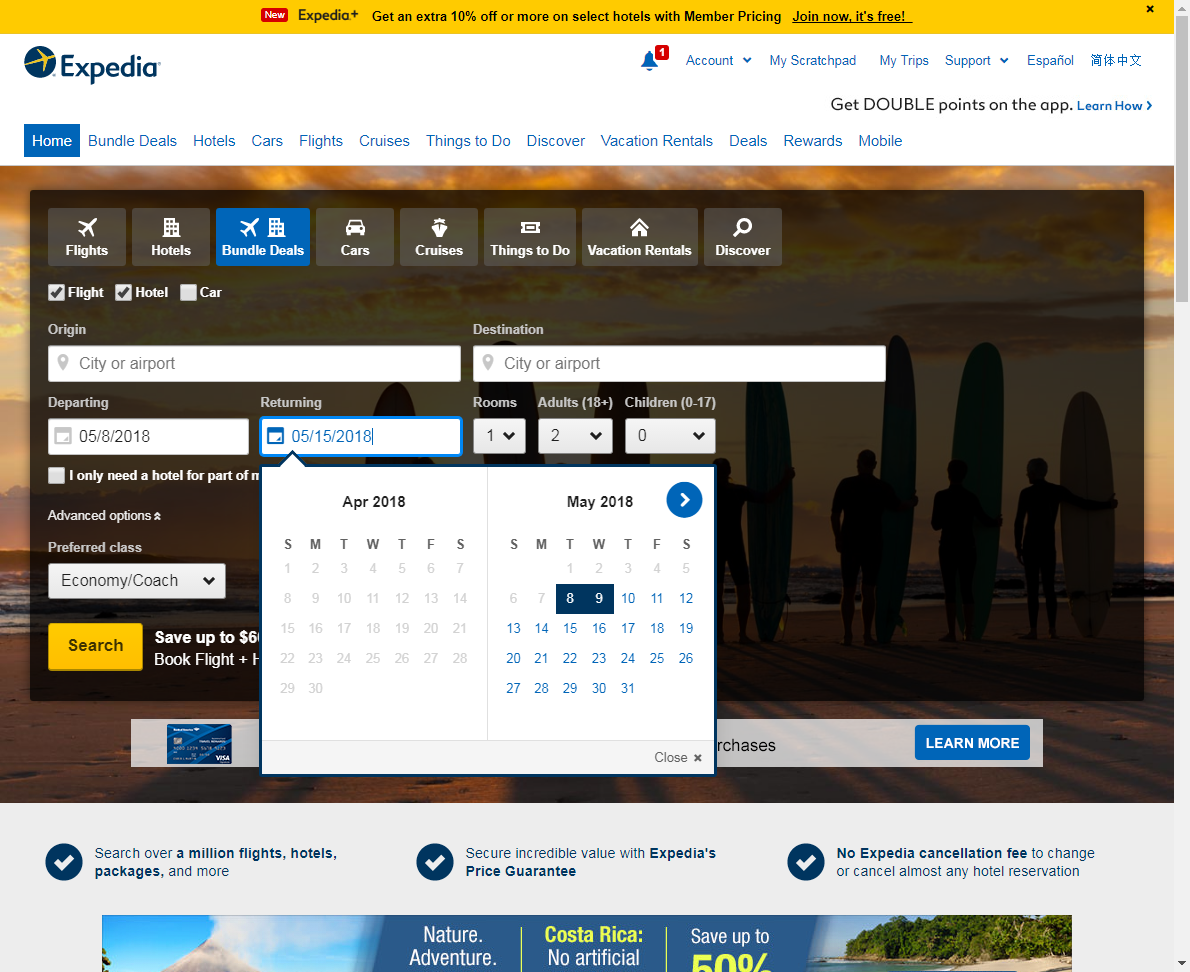 New Expedia+ Get an extra 10% off or more on select hotels with Member Pricing Join now, it's free!
Expedia
1 Account My Scratchpad My Trips Support Español 简体中文
Get DOUBLE points on the app. Learn How
Home Bundle Deals Hotels Cars Flights Cruises Things to Do Discover Vacation Rentals Deals Rewards Mobile
Flights Hotels Bundle Deals Cars Cruises Things to Do Vacation Rentals Discover
Flight Hotel Car
Origin Destination
City or airport City or airport
Departing Returning Rooms Adults (18+) Children (0-17)
05/8/2018 05/15/2018 1 2 0
I only need a hotel for part of m
Advanced options
Preferred class
Economy/Coach
Search
Save up to $6
Book Flight + H
Apr 2018
S M T W T F S
1 2 3 4 5 6 7
8 9 10 11 12 13 14
15 16 17 18 19 20 21
22 23 24 25 26 27 28
29 30
May 2018
S M T W T F S
1 2 3 4 5
6 7 8 9 10 11 12
13 14 15 16 17 18 19
20 21 22 23 24 25 26
27 28 29 30 31
Close
VISA
rchases
LEARN MORE
Search over a million flights, hotels,
packages, and more
Secure incredible value with Expedia's
Price Guarantee
No Expedia cancellation fee to change
or cancel almost any hotel reservation
Nature.
Adventure.
Costa Rica:
No artificial
Save up to
50%